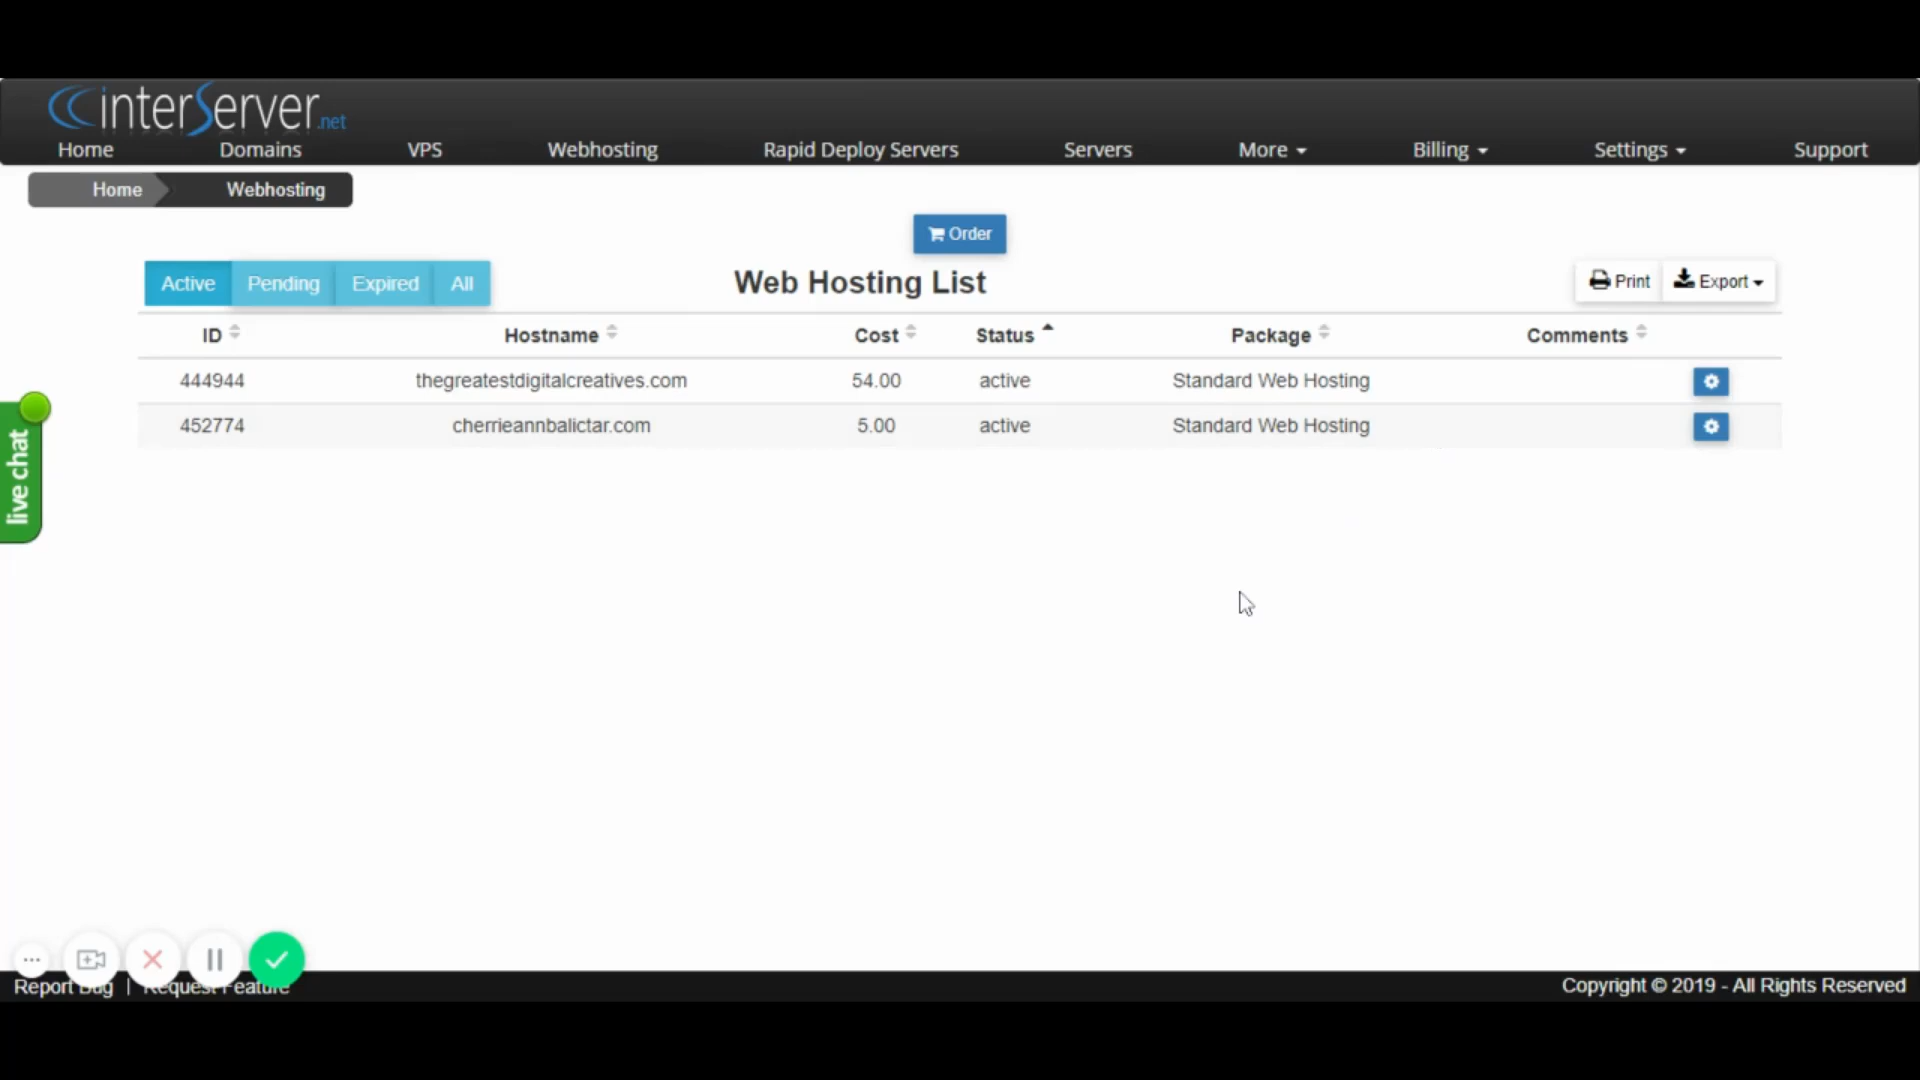 interServer.net
Home Domains VPS Webhosting Rapid Deploy Servers Servers More Billing Settings Support
Home Webhosting
Order
Active Pending Expired All
Web Hosting List
Print Export
ID Hostname Cost Status Package Comments
444944 thegreatestdigitalcreatives.com 54.00 active Standard Web Hosting
452774 cherrieannbalictar.com 5.00 active Standard Web Hosting
live chat
Report Bug | Request Feature
Copyright © 2019 - All Rights Reserved